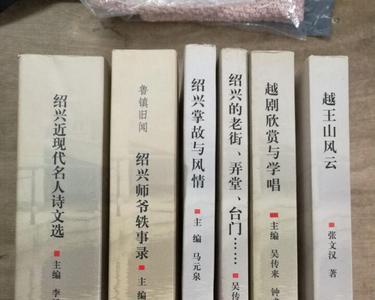 绍兴近现代名人诗文选
主编
鲁镇旧闻
绍兴师爷轶事录
主编
绍兴掌故与风情
主编 马元泉
绍兴的老街、弄堂、台门……
吴传
越剧欣赏与学唱
主编 吴传来 钟
越王山风云
张文汉 著